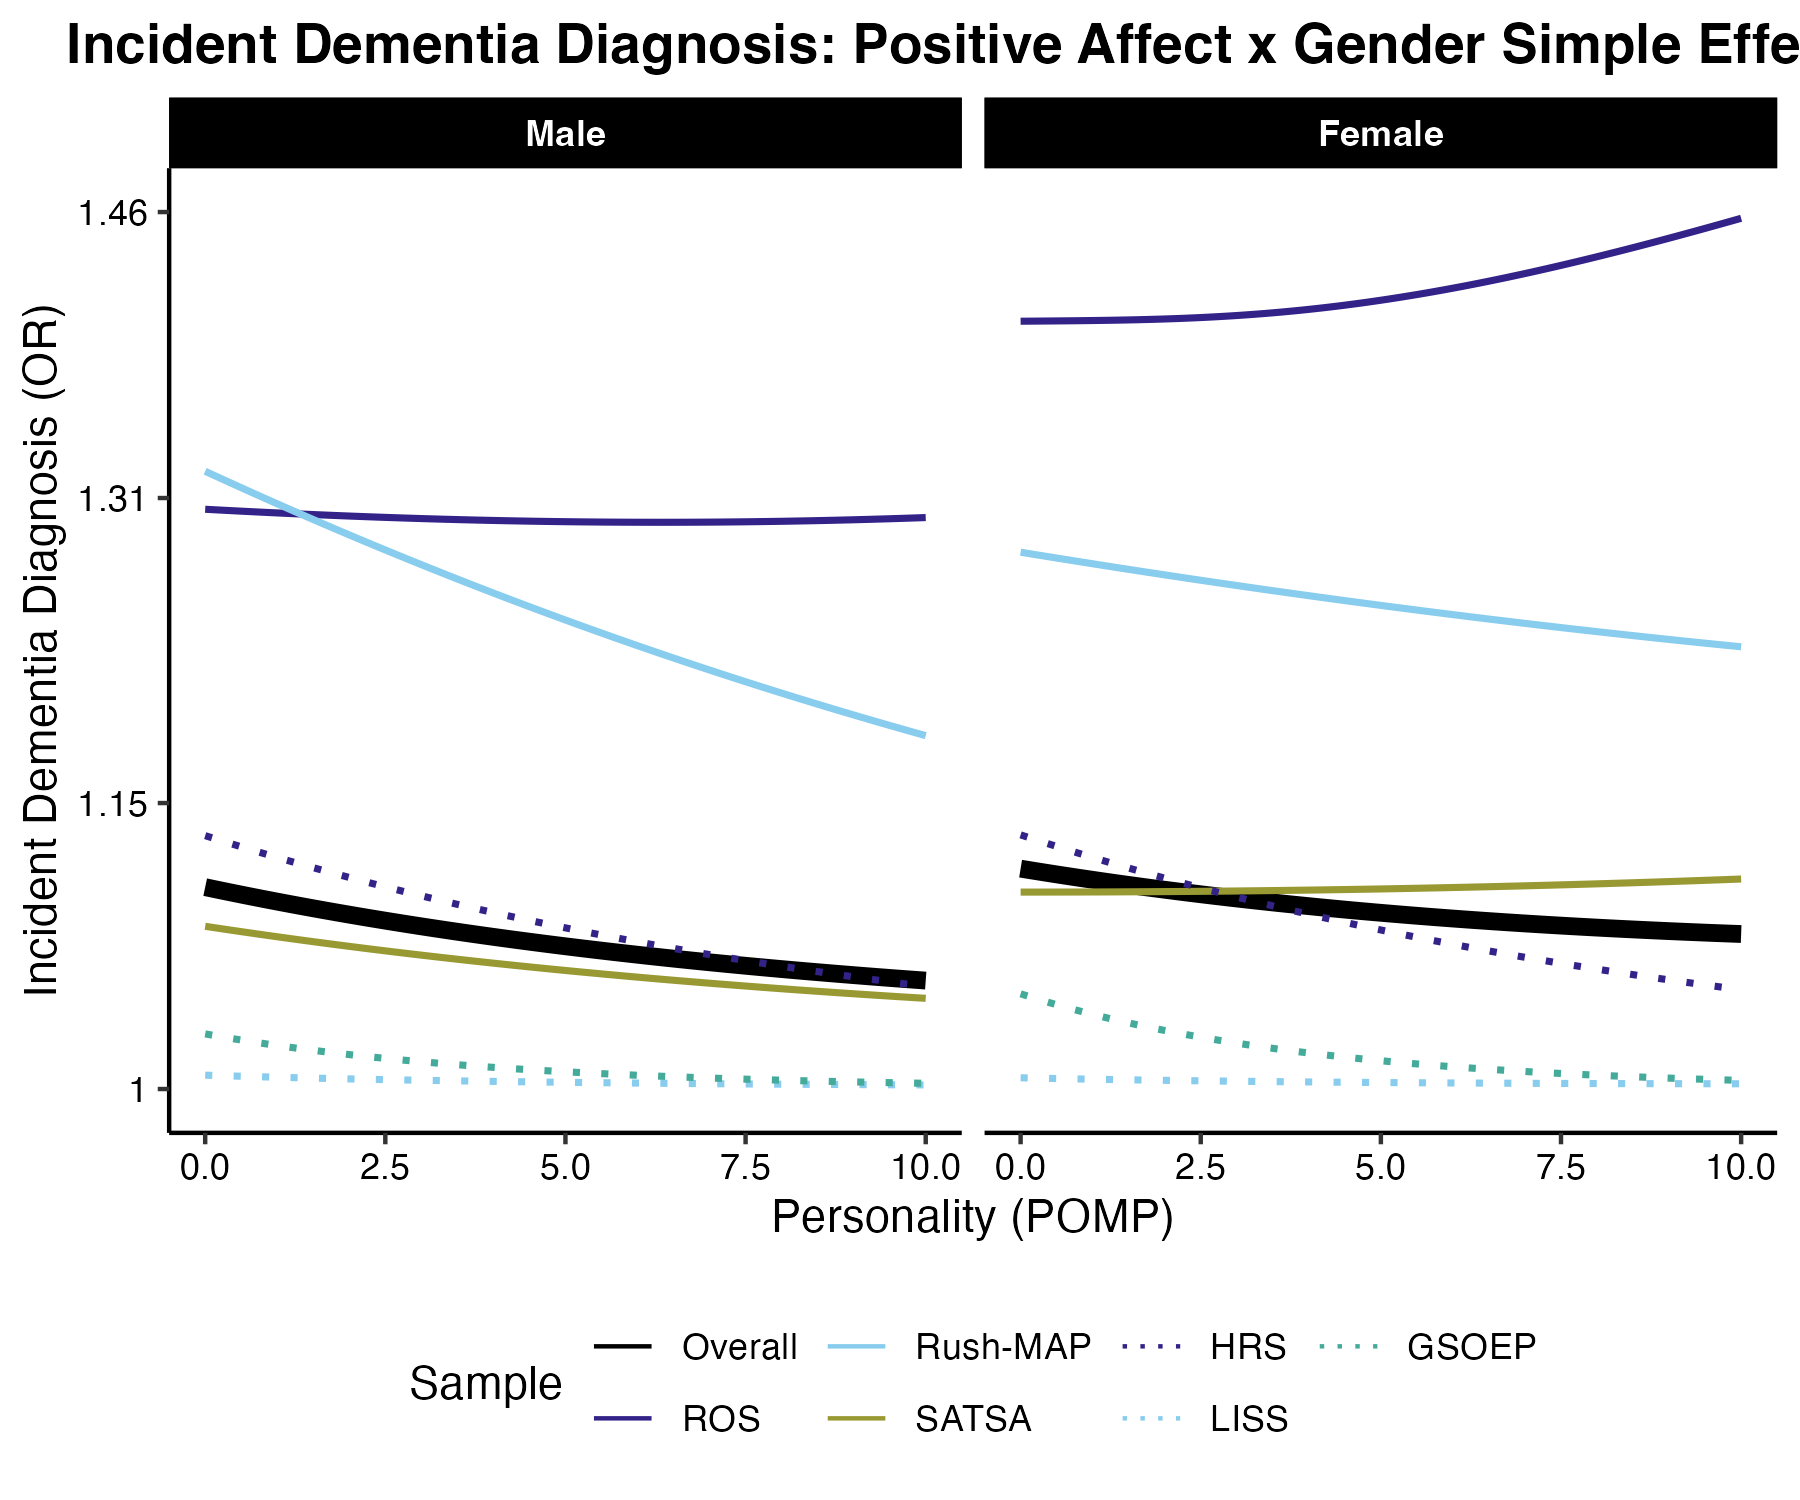 Incident Dementia Diagnosis: Positive Affect x Gender Simple Effe
Male
Female
Incident Dementia Diagnosis (OR)
1.46
1.31
1.15
1
0.0 2.5 5.0 7.5 10.0
0.0 2.5 5.0 7.5 10.0
Personality (POMP)
Sample
Overall Rush-MAP HRS GSOEP
ROS SATSA LISS